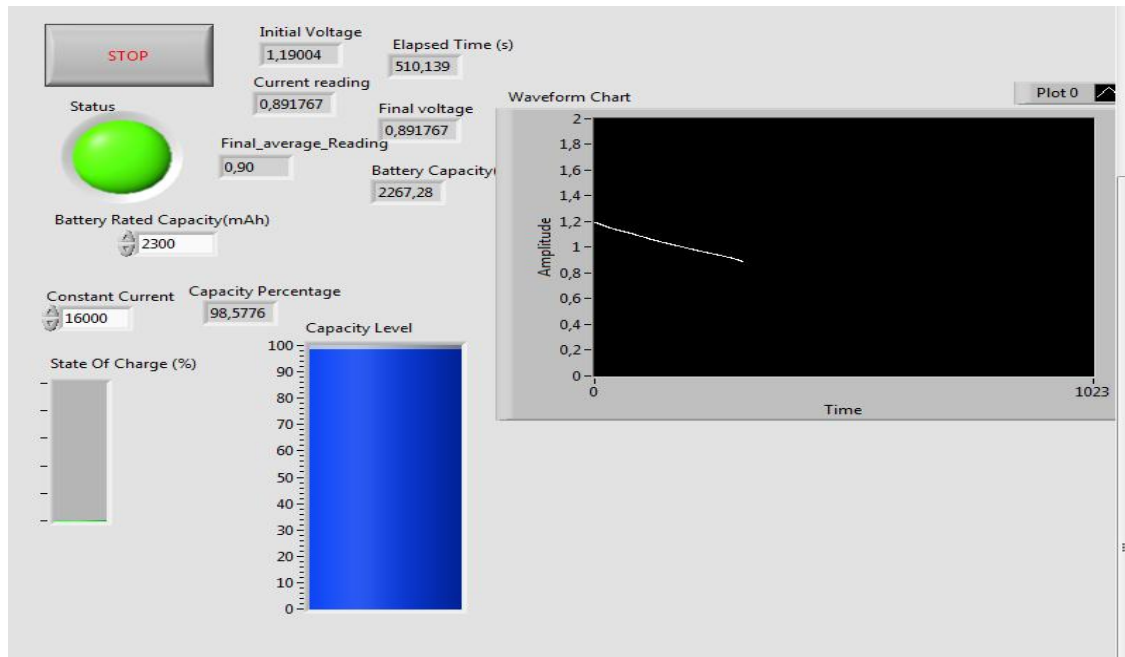 STOP
Initial Voltage
1,19004
Elapsed Time (s)
510,139
Current reading
0,891767
Status
Final voltage
0,891767
Final_average_Reading
0,90
Battery Capacity(
2267,28
Battery Rated Capacity(mAh)
2300
Constant Current
16000
Capacity Percentage
98,5776
State Of Charge (%)
Capacity Level
100
90
80
70
60
50
40
30
20
10
0
Waveform Chart
Plot 0
Amplitude
2
1,8
1,6
1,4
1,2
1
0,8
0,6
0,4
0,2
0
0
1023
Time